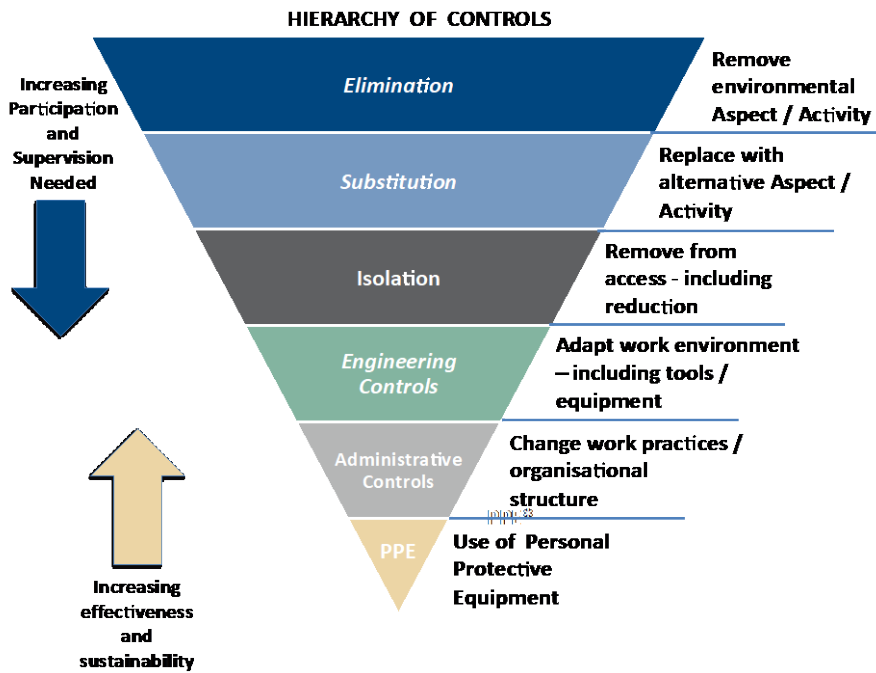 HIERARCHY OF CONTROLS
Increasing
Participation
and
Supervision
Needed
Elimination
Remove
environmental
Aspect / Activity
Substitution
Replace with
alternative Aspect /
Activity
Isolation
Remove from
access - including
reduction
Engineering
Controls
Adapt work environment
– including tools /
equipment
Administrative
Controls
Change work practices /
organisational
structure
PPE
Use of Personal
Protective
Equipment
Increasing
effectiveness
and
sustainability